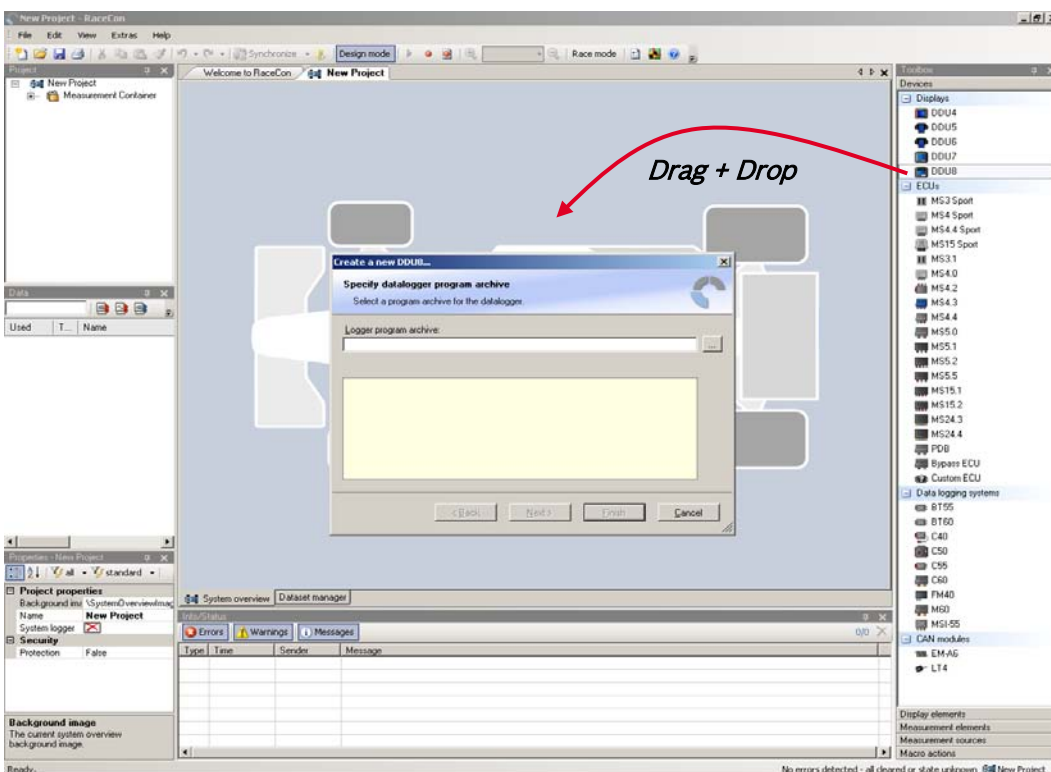 New Project - RaceCon
File Edit View Extras Help
Synchronize Design mode Race mode
Project
New Project
Measurement Container
Welcome to RaceCon New Project
Drag + Drop
Create a new DDU8...
Specify datalogger program archive
Select a program archive for the datalogger.
Logger program archive:
...
< Back Next > Finish Cancel
Data
Used T... Name
Properties - New Project
all standard
Project properties
Background ima \SystemOverviewImag
Name New Project
System logger
Security
Protection False
Background image
The current system overview
background image.
System overview Dataset manager
Info/Status
Errors Warnings Messages 0/0
Type Time Sender Message
Toolbox
Devices
Displays
DDU4
DDU5
DDU6
DDU7
DDU8
ECUs
MS3 Sport
MS4 Sport
MS4.4 Sport
MS15 Sport
MS3.1
MS4.0
MS4.2
MS4.3
MS4.4
MS5.0
MS5.1
MS5.2
MS5.5
MS15.1
MS15.2
MS24.3
MS24.4
PDB
Bypass ECU
Custom ECU
Data logging systems
BT55
BT60
C40
C50
C55
C60
FM40
M60
MSI-55
CAN modules
EM-A6
LT4
Display elements
Measurement elements
Measurement sources
Macro actions
Ready. No errors detected - all cleared or state unknown New Project